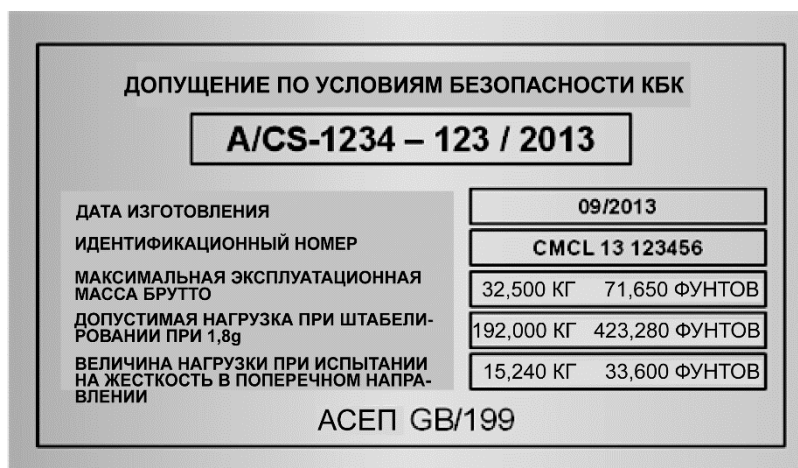 ДОПУЩЕНИЕ ПО УСЛОВИЯМ БЕЗОПАСНОСТИ КБК
A/CS-1234 – 123 / 2013
ДАТА ИЗГОТОВЛЕНИЯ 09/2013
ИДЕНТИФИКАЦИОННЫЙ НОМЕР CMCL 13 123456
МАКСИМАЛЬНАЯ ЭКСПЛУАТАЦИОННАЯ
МАССА БРУТТО 32,500 КГ 71,650 ФУНТОВ
ДОПУСТИМАЯ НАГРУЗКА ПРИ ШТАБЕЛИ-
РОВАНИИ ПРИ 1,8g 192,000 КГ 423,280 ФУНТОВ
ВЕЛИЧИНА НАГРУЗКИ ПРИ ИСПЫТАНИИ
НА ЖЕСТКОСТЬ В ПОПЕРЕЧНОМ НАПРА-
ВЛЕНИИ 15,240 КГ 33,600 ФУНТОВ
АСЕП GB/199